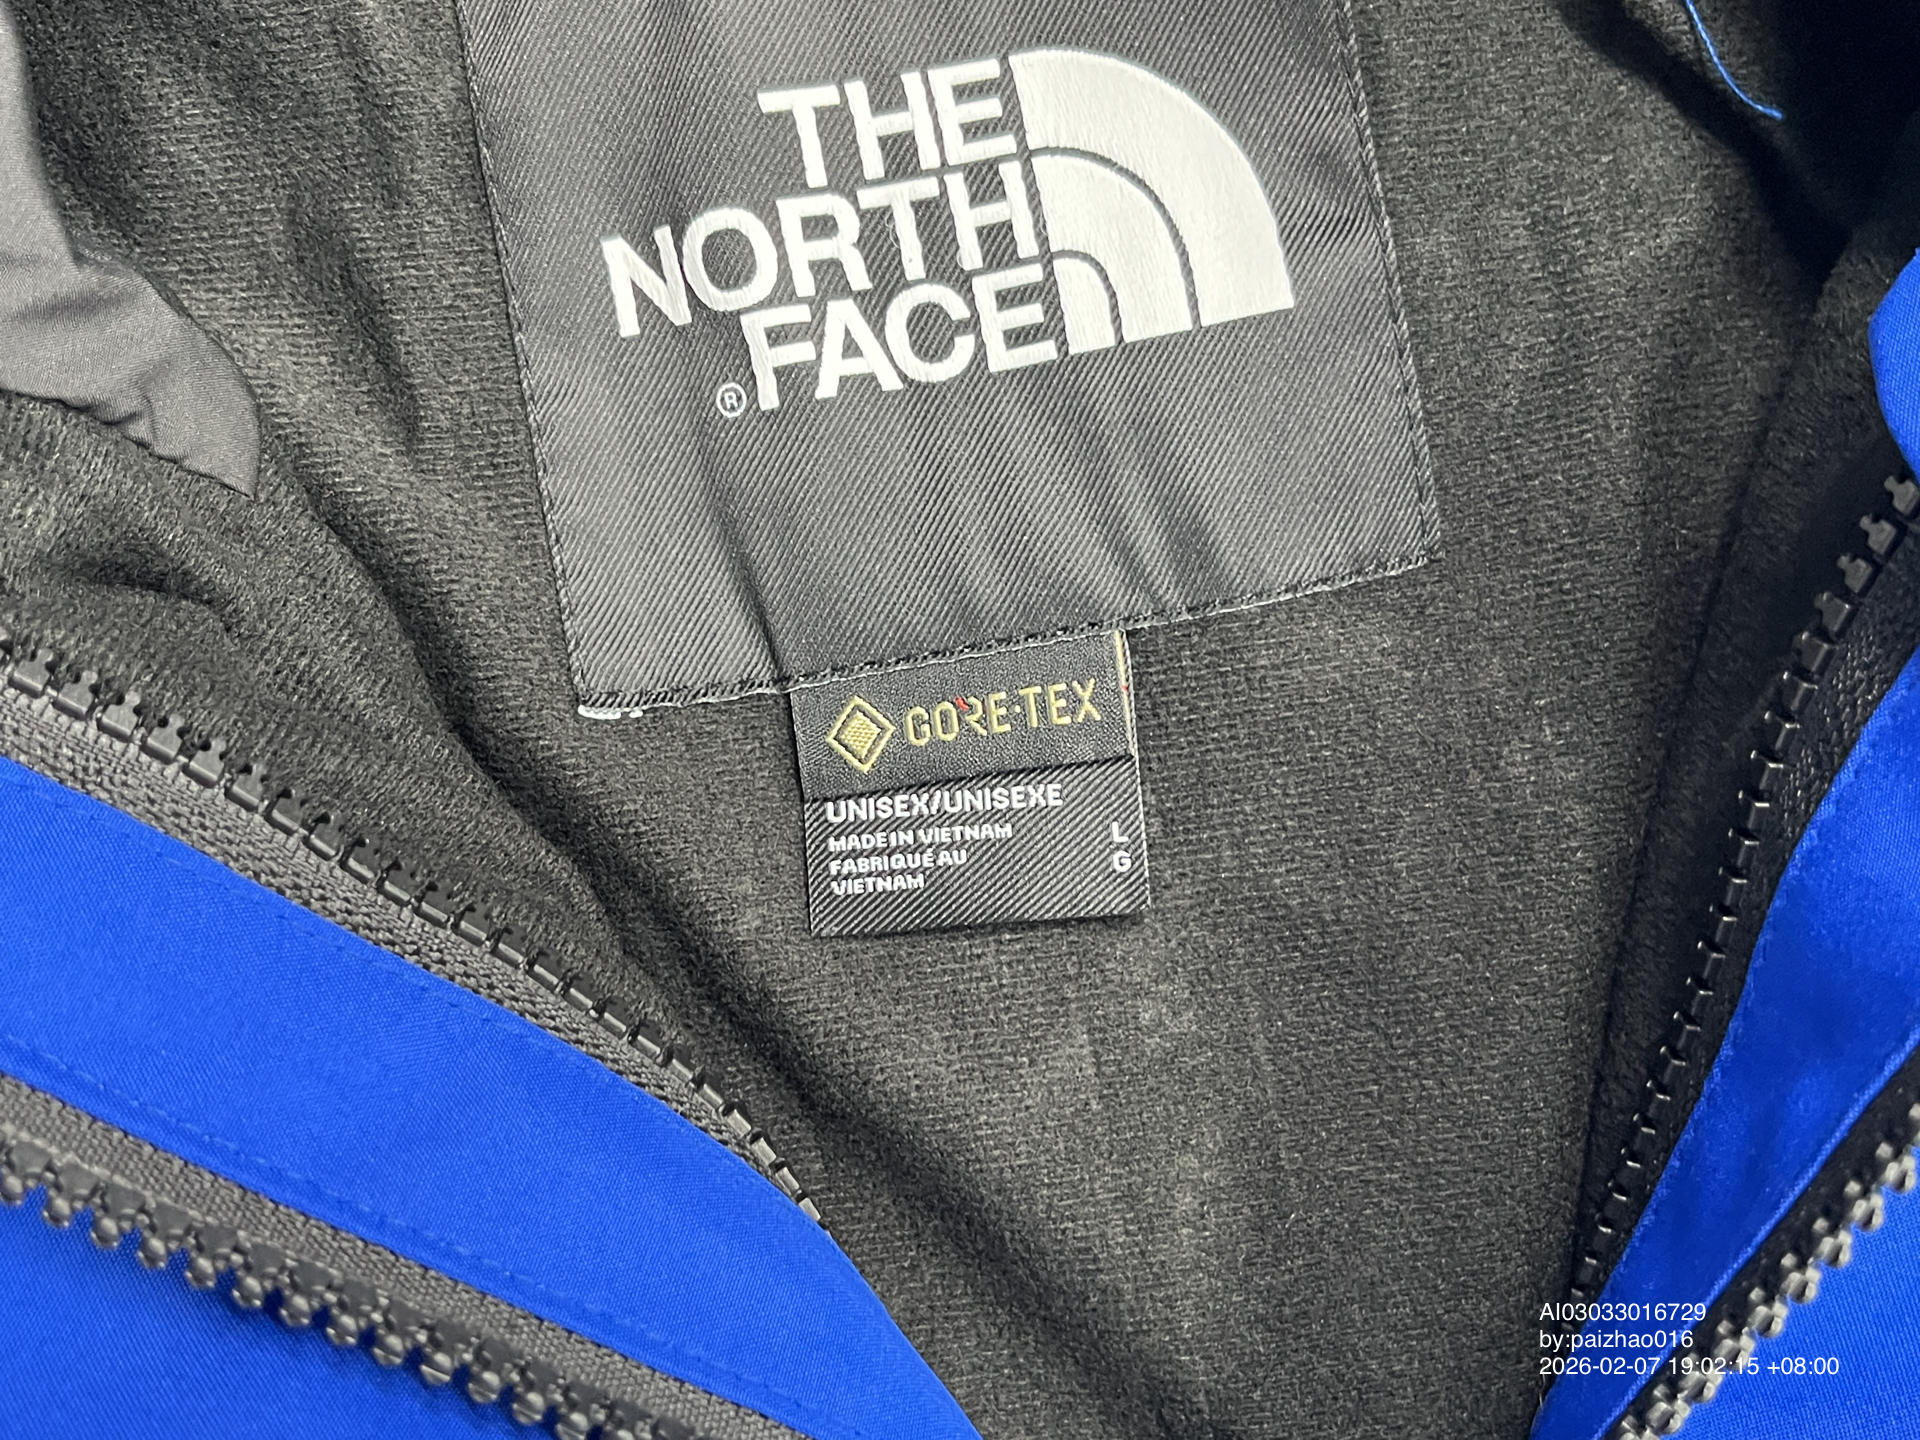 THE
NORTH
FACE
®
GORE-TEX
UNISEX/UNISEXE
MADE IN VIETNAM L
FABRIQUÉ AU G
VIETNAM
AI03033016729
by:paizhao016
2026-02-07 19:02:15 +08:00